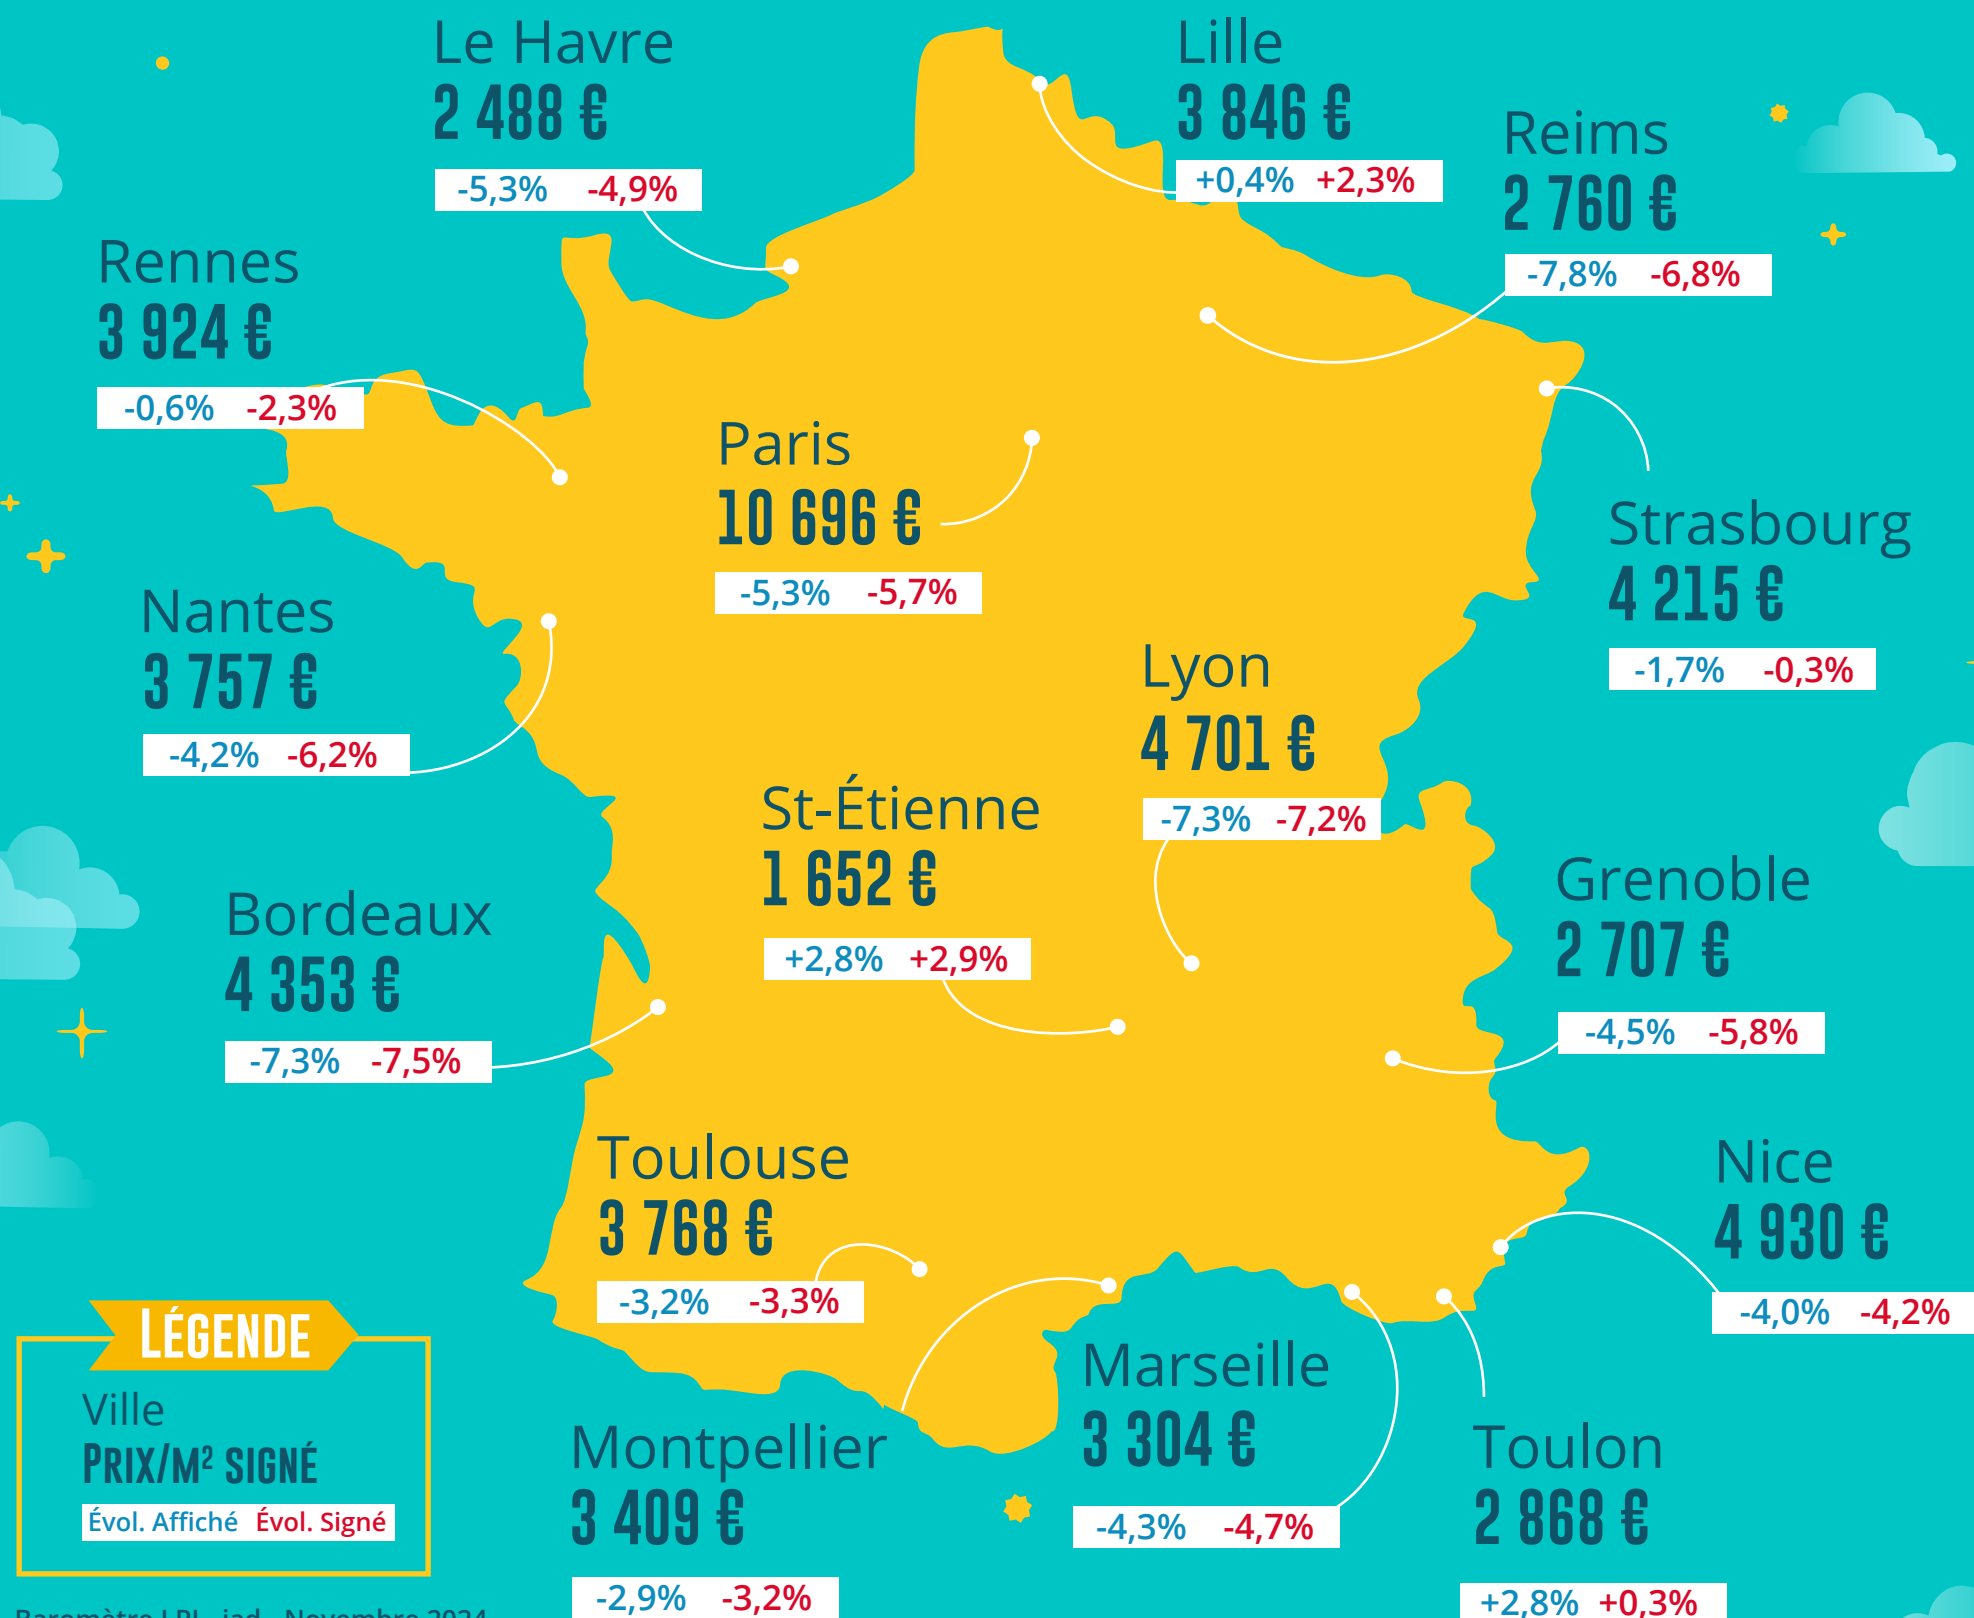 Le Havre
2 488 €
-5,3% -4,9%
Lille
3 846 €
+0,4% +2,3%
Reims
2 760 €
-7,8% -6,8%
Rennes
3 924 €
-0,6% -2,3%
Paris
10 696 €
-5,3% -5,7%
Strasbourg
4 215 €
-1,7% -0,3%
Nantes
3 757 €
-4,2% -6,2%
Lyon
4 701 €
-7,3% -7,2%
St-Étienne
1 652 €
+2,8% +2,9%
Grenoble
2 707 €
-4,5% -5,8%
Bordeaux
4 353 €
-7,3% -7,5%
Toulouse
3 768 €
-3,2% -3,3%
Nice
4 930 €
-4,0% -4,2%
Marseille
3 304 €
-4,3% -4,7%
Montpellier
3 409 €
-2,9% -3,2%
Toulon
2 868 €
+2,8% +0,3%
LÉGENDE
Ville
PRIX/M² SIGNÉ
Évol. Affiché Évol. Signé
Baromètre LPI - iad - Novembre 2024